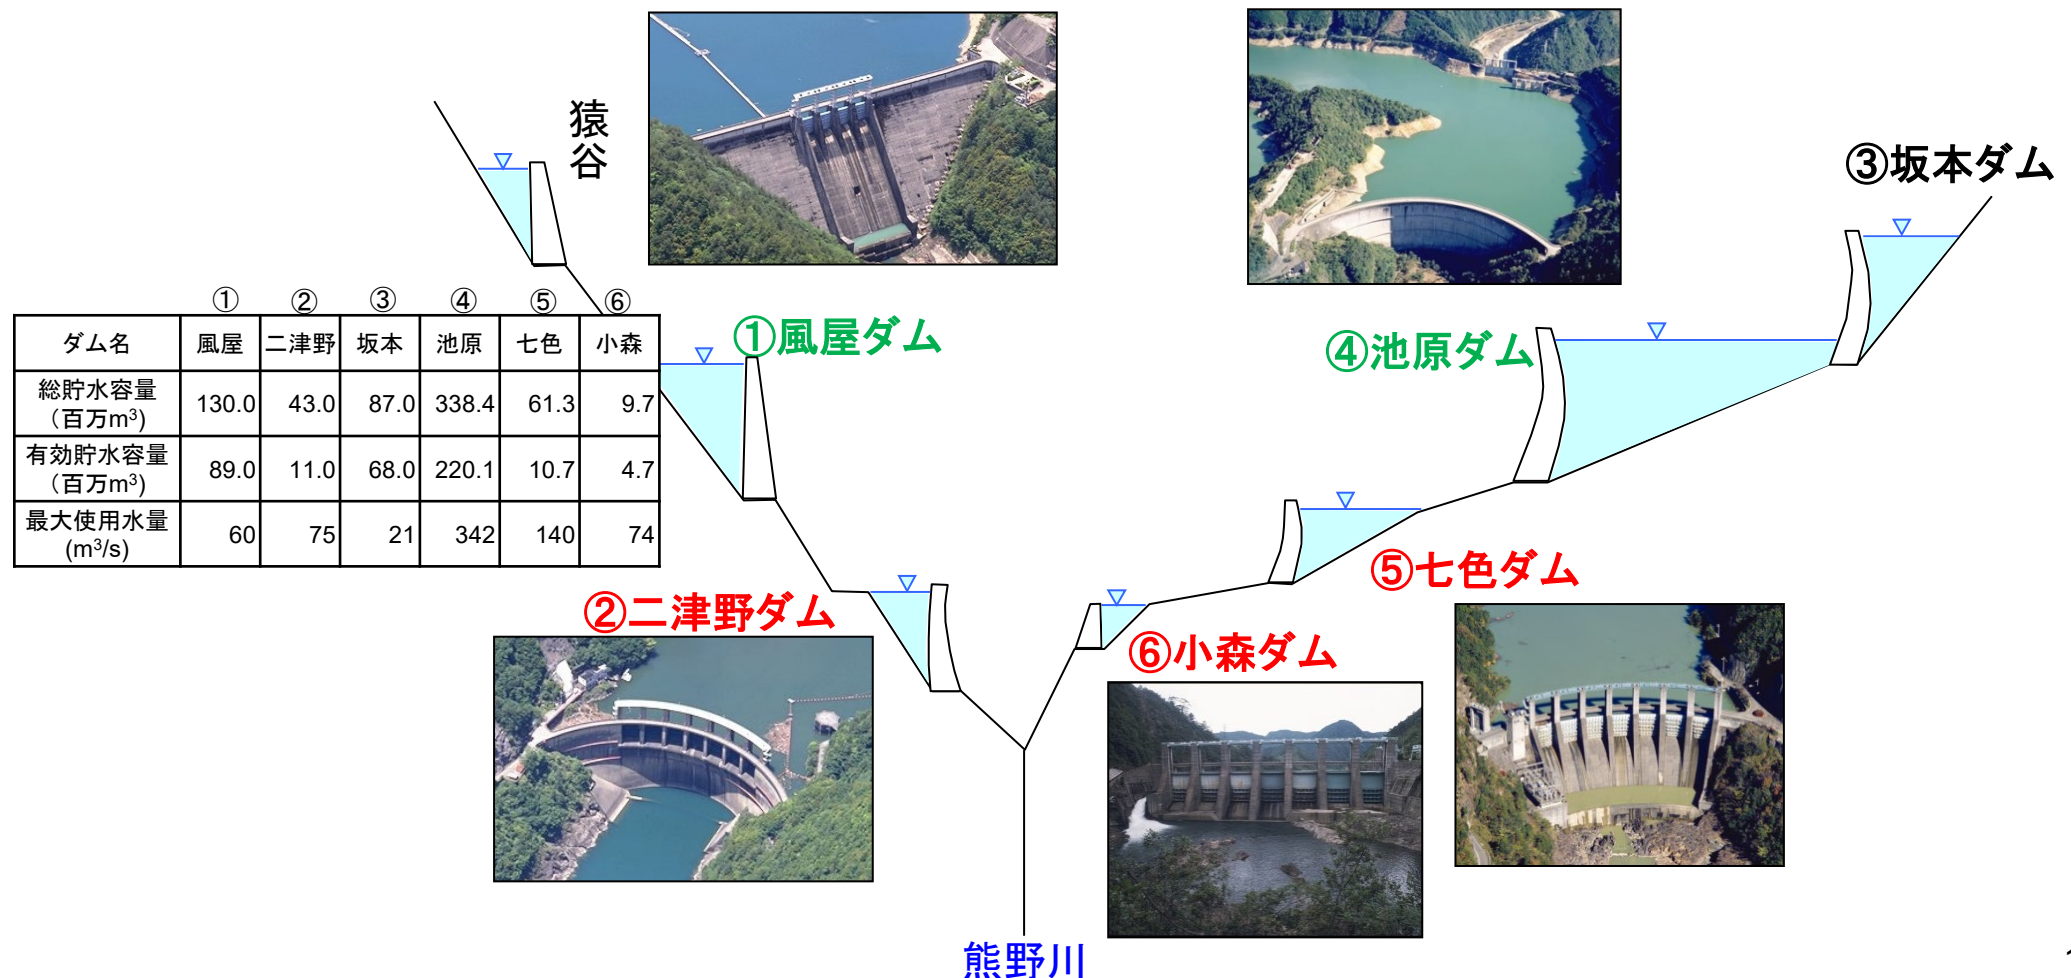 猿谷
③坂本ダム
① ② ③ ④ ⑤ ⑥
ダム名 風屋 二津野 坂本 池原 七色 小森
総貯水容量
（百万m³) 130.0 43.0 87.0 338.4 61.3 9.7
有効貯水容量
（百万m³) 89.0 11.0 68.0 220.1 10.7 4.7
最大使用水量
(m³/s) 60 75 21 342 140 74
①風屋ダム
④池原ダム
⑤七色ダム
②二津野ダム
⑥小森ダム
熊野川